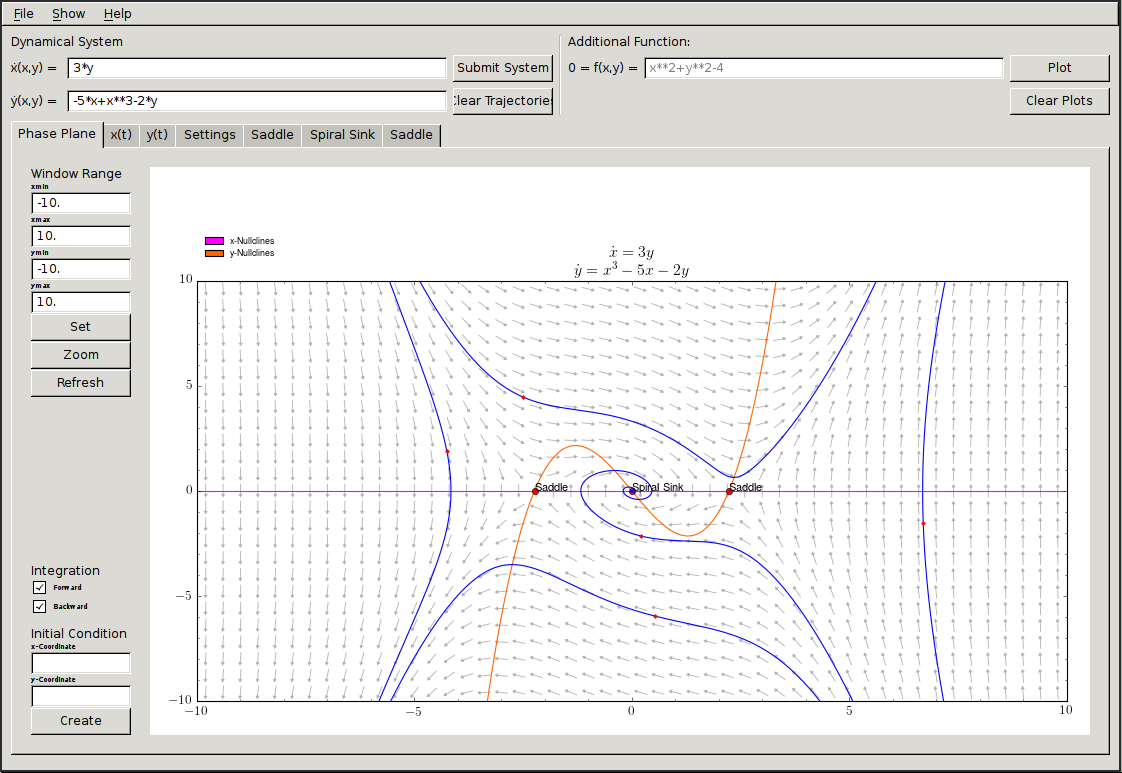 File Show Help
Dynamical System
Additional Function:
ẋ(x,y) = 3*y Submit System
0 = f(x,y) = x**2+y**2-4 Plot
ẏ(x,y) = -5*x+x**3-2*y Clear Trajectories
Clear Plots
Phase Plane x(t) y(t) Settings Saddle Spiral Sink Saddle
Window Range
xmin
-10.
xmax
10.
ymin
-10.
ymax
10.
Set
Zoom
Refresh
Integration
Forward
Backward
Initial Condition
x-Coordinate
y-Coordinate
Create
x-Nullclines
y-Nullclines
ẋ = 3y
ẏ = x³ − 5x − 2y
10
5
0
−5
−10
Saddle Spiral Sink Saddle
−10 −5 0 5 10